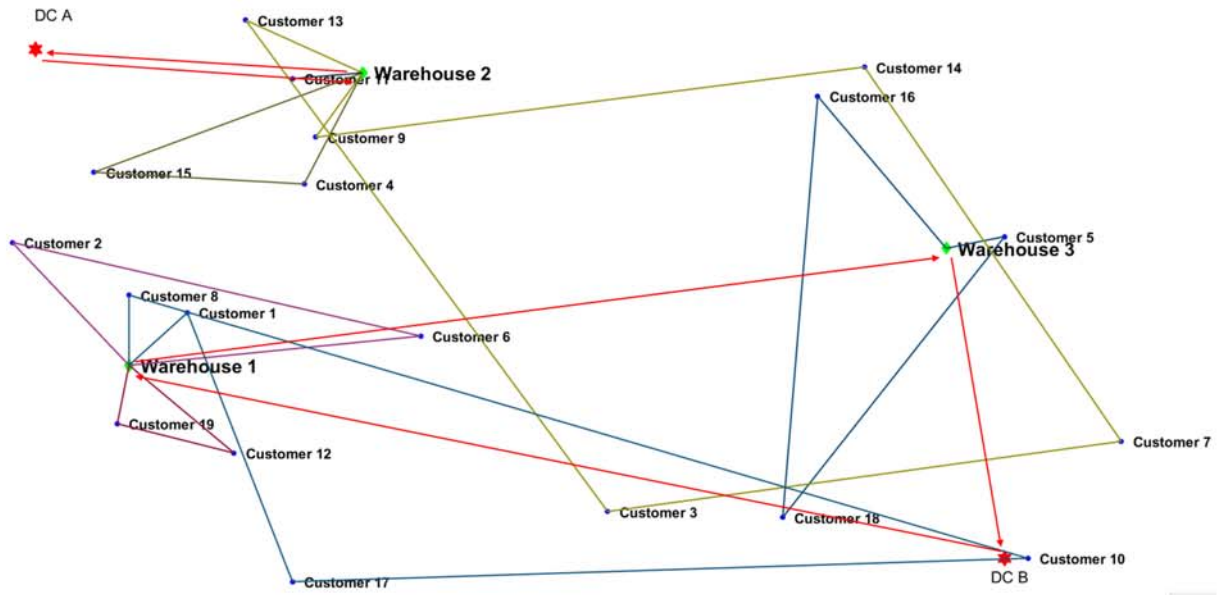 DC A
Customer 13
Customer 14
Customer 11
Warehouse 2
Customer 16
Customer 9
Customer 15
Customer 4
Customer 2
Customer 5
Warehouse 3
Customer 8
Customer 1
Customer 6
Warehouse 1
Customer 19
Customer 12
Customer 7
Customer 3
Customer 18
Customer 10
DC B
Customer 17